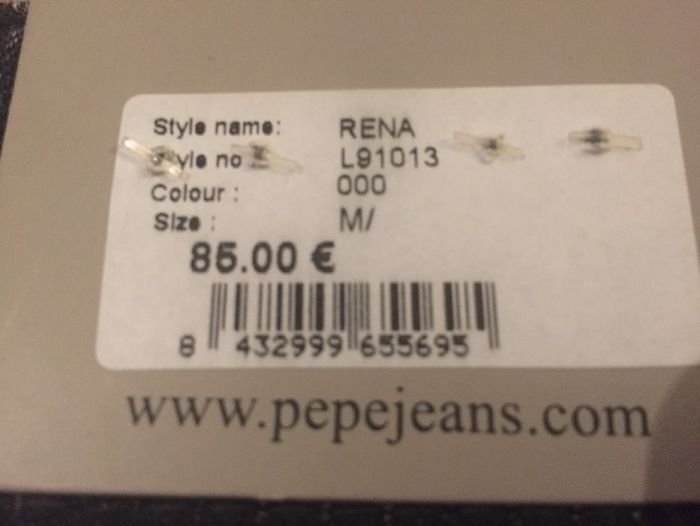 Style name: RENA
Style no L91013
Colour : 000
Size : M/
85.00 €
8 432999 655695
www.pepejeans.com